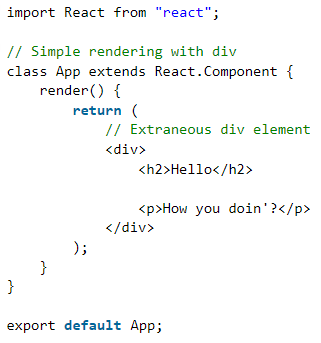 import React from "react";

// Simple rendering with div
class App extends React.Component {
    render() {
        return (
            // Extraneous div element
            <div>
                <h2>Hello</h2>

                <p>How you doin'?</p>
            </div>
        );
    }
}

export default App;